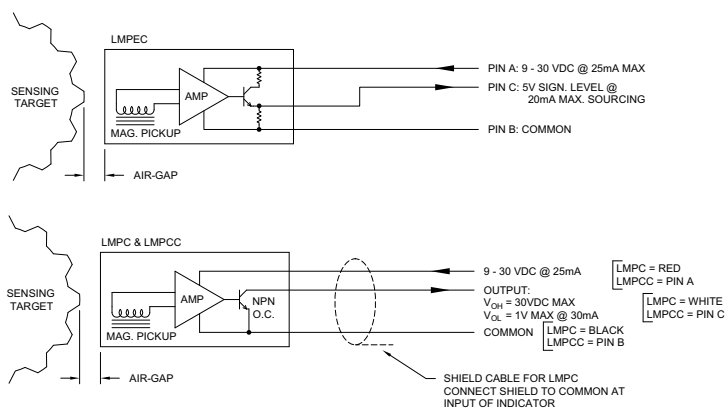 LMPEC
SENSING
TARGET
AMP
MAG. PICKUP
AIR-GAP
PIN A: 9 - 30 VDC @ 25mA MAX
PIN C: 5V SIGN. LEVEL @
20mA MAX. SOURCING
PIN B: COMMON
LMPC & LMPCC
SENSING
TARGET
AMP
NPN
O.C.
MAG. PICKUP
AIR-GAP
9 - 30 VDC @ 25mA
LMPC = RED
LMPCC = PIN A
OUTPUT:
VOH = 30VDC MAX
VOL = 1V MAX @ 30mA
LMPC = WHITE
LMPCC = PIN C
COMMON
LMPC = BLACK
LMPCC = PIN B
SHIELD CABLE FOR LMPC
CONNECT SHIELD TO COMMON AT
INPUT OF INDICATOR